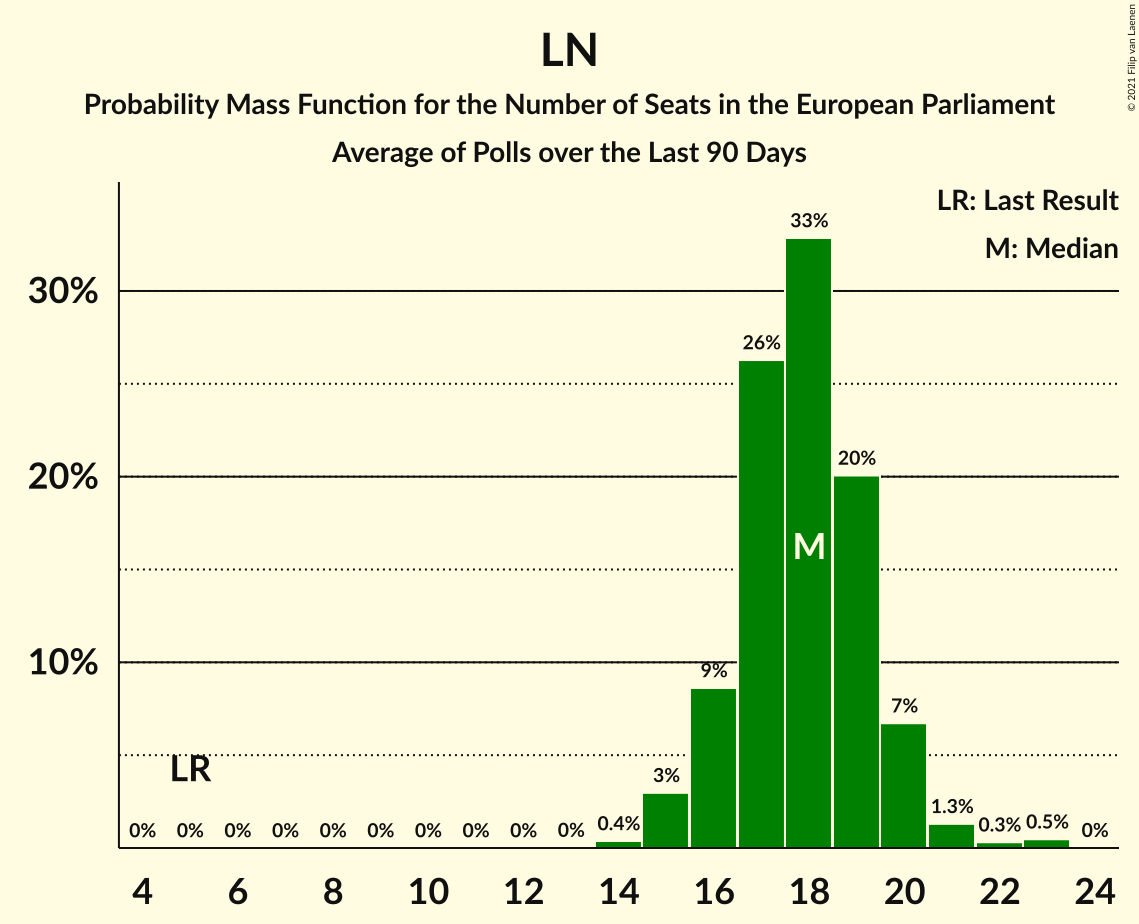 LN
Probability Mass Function for the Number of Seats in the European Parliament
Average of Polls over the Last 90 Days
© 2021 Filip van Laenen
LR: Last Result
M: Median
30%
20%
10%
33%
26%
20%
9%
7%
3%
1.3%
0.4%
0.3%
0.5%
0% 0% 0% 0% 0% 0% 0% 0% 0% 0% 0%
LR
M
4 6 8 10 12 14 16 18 20 22 24